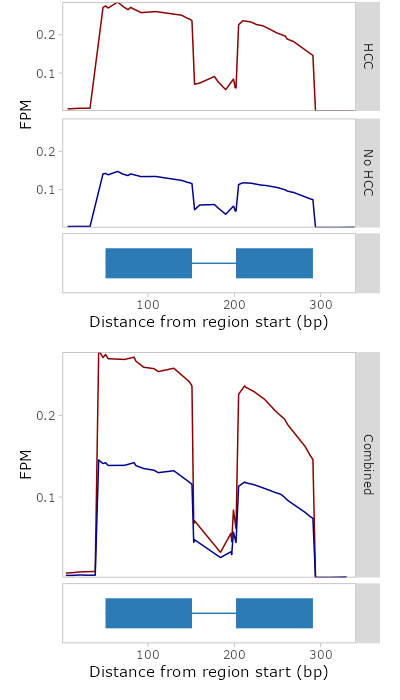 0.2
0.1
HCC
FPM
0.2
0.1
No HCC
100 200 300
Distance from region start (bp)
0.2
0.1
FPM
Combined
100 200 300
Distance from region start (bp)